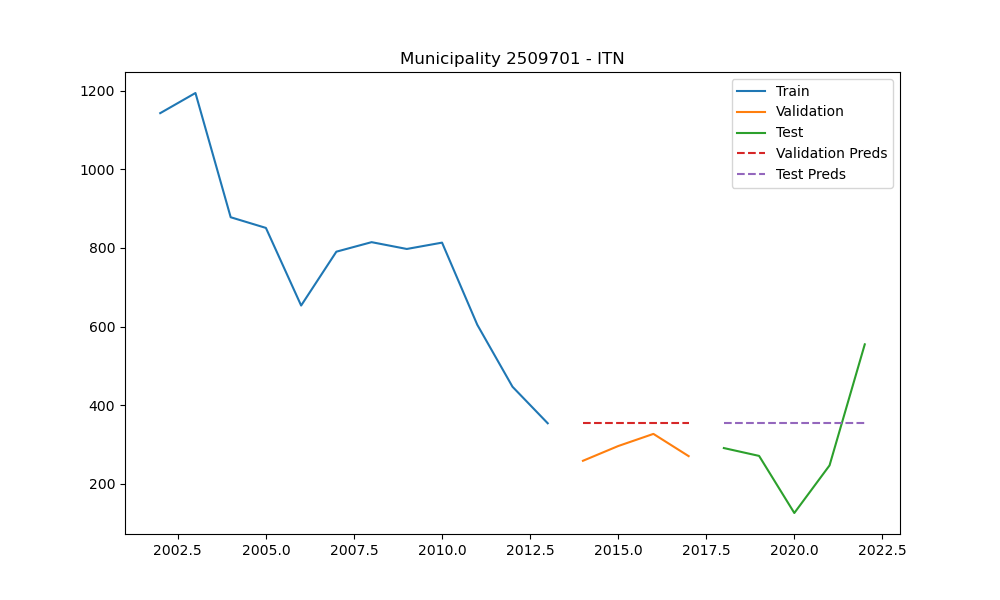 Municipality 2509701 - ITN
Train
Validation
Test
Validation Preds
Test Preds
1200
1000
800
600
400
200
2002.5 2005.0 2007.5 2010.0 2012.5 2015.0 2017.5 2020.0 2022.5